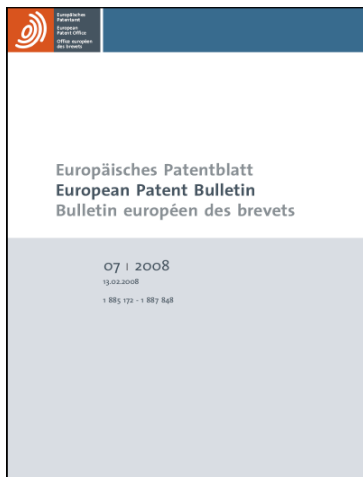 Europäisches
Patentamt
European
Patent Office
Office européen
des brevets
Europäisches Patentblatt
European Patent Bulletin
Bulletin européen des brevets
07 | 2008
13.02.2008
1 885 172 - 1 887 848